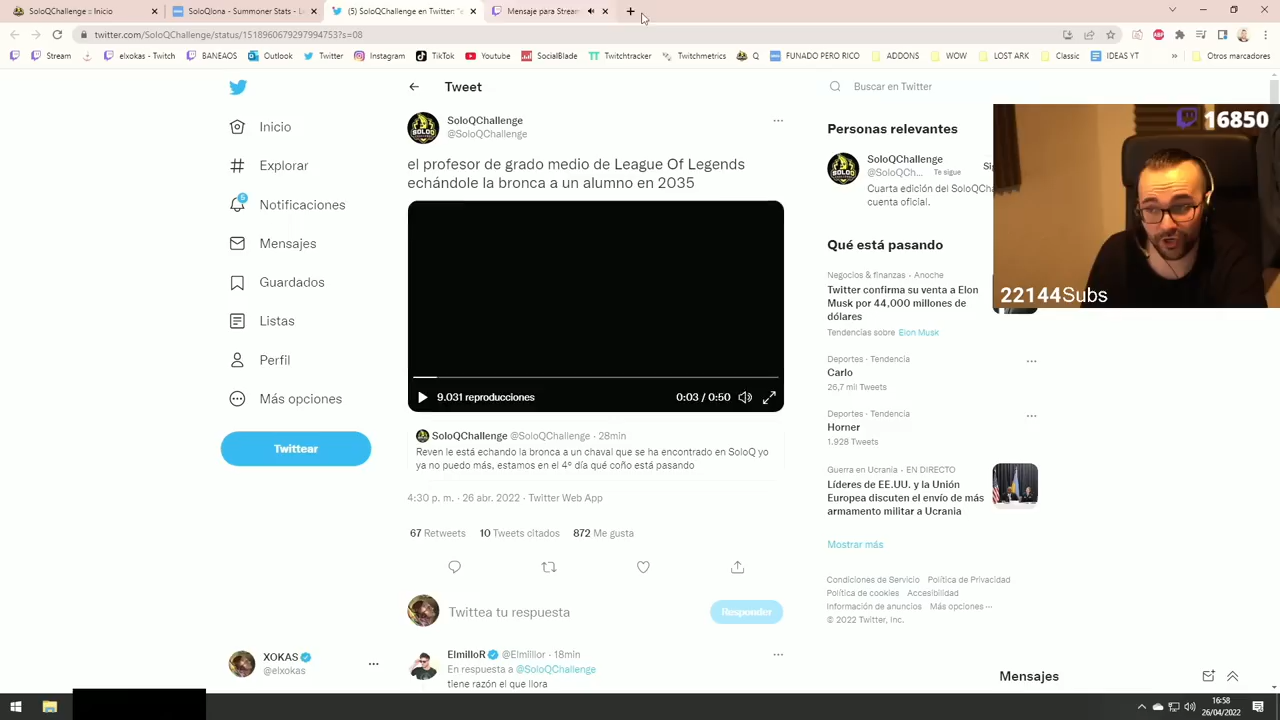 SoloQChallenge | Inicio
SoloQlona - Summoner Stats - L
(5) SoloQChallenge en Twitter:
Mensaje Stream
twitter.com/SoloQChallenge/status/1518960679297994753?s=08
Stream
elxokas - Twitch
BANEAOS
Outlook
Twitter
Instagram
TikTok
Youtube
SocialBlade
Twitchtracker
Twitchmetrics
Q
FUNADO PERO RICO
ADDONS
WOW
LOST ARK
Classic
IDEAS YT
»
Otros marcadores
Tweet
Buscar en Twitter
Inicio
Explorar
5
Notificaciones
Mensajes
Guardados
Listas
Perfil
Más opciones
Twittear
XOKAS
@elxokas
SoloQChallenge
@SoloQChallenge
el profesor de grado medio de League Of Legends
echándole la bronca a un alumno en 2035
9.031 reproducciones
0:03 / 0:50
SoloQChallenge @SoloQChallenge · 28min
Reven le está echando la bronca a un chaval que se ha encontrado en SoloQ yo
ya no puedo más, estamos en el 4º día qué coño está pasando
4:30 p. m. · 26 abr. 2022 · Twitter Web App
67 Retweets 10 Tweets citados 872 Me gusta
Twittea tu respuesta
Responder
ElmilloR @Elmilllor · 18min
En respuesta a @SoloQChallenge
tiene razón el que llora
Personas relevantes
SoloQChallenge
@SoloQCh... Te sigue
Cuarta edición del SoloQCha
cuenta oficial.
16850
22144Subs
Qué está pasando
Negocios & finanzas · Anoche
Twitter confirma su venta a Elon
Musk por 44,000 millones de
dólares
Tendencias sobre Elon Musk
Deportes · Tendencia
Carlo
26,7 mil Tweets
Deportes · Tendencia
Horner
1.928 Tweets
Guerra en Ucrania · EN DIRECTO
Líderes de EE.UU. y la Unión
Europea discuten el envío de más
armamento militar a Ucrania
Mostrar más
Condiciones de Servicio Política de Privacidad
Política de cookies Accesibilidad
Información de anuncios Más opciones ···
© 2022 Twitter, Inc.
Mensajes
16:58
26/04/2022